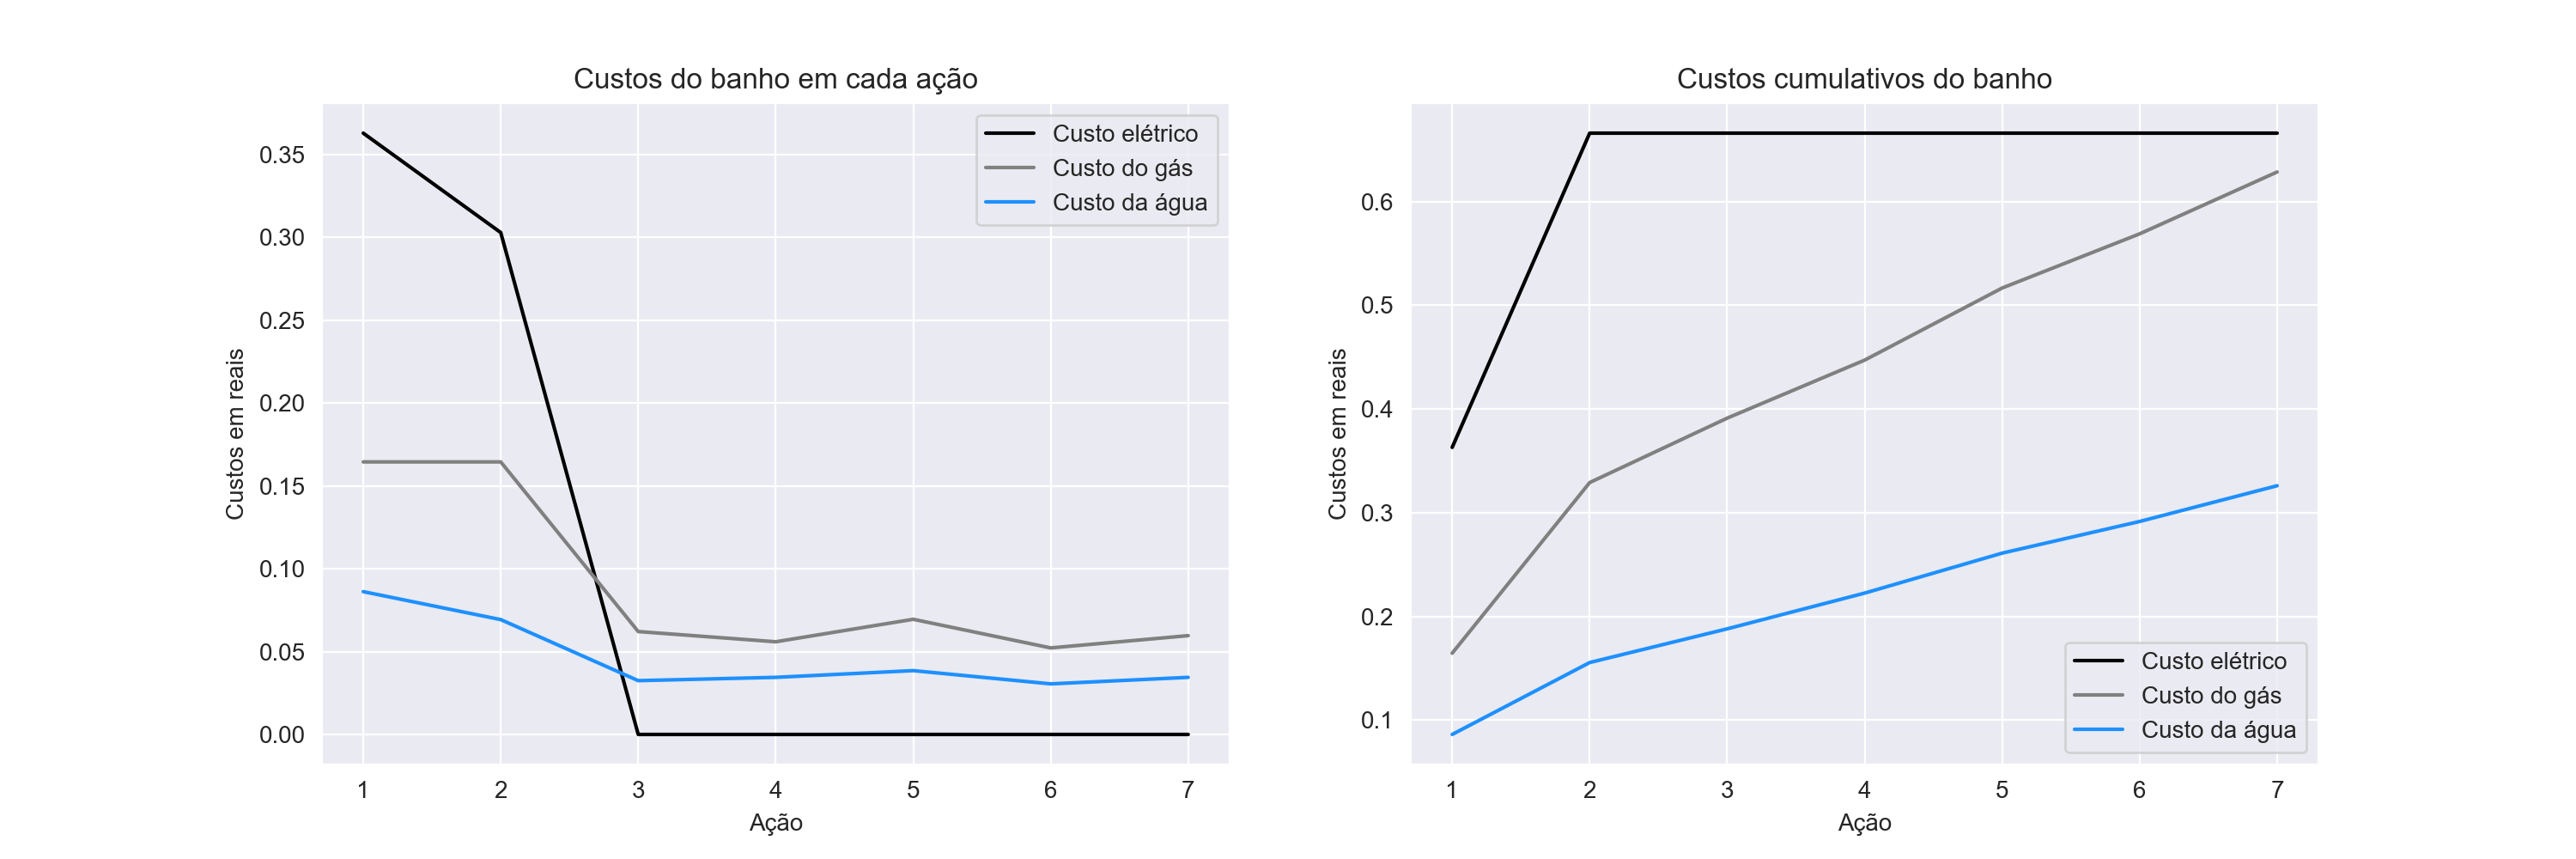 Custos do banho em cada ação
Custos em reais
0.35
0.30
0.25
0.20
0.15
0.10
0.05
0.00
1 2 3 4 5 6 7
Ação
Custo elétrico
Custo do gás
Custo da água
Custos cumulativos do banho
Custos em reais
0.6
0.5
0.4
0.3
0.2
0.1
1 2 3 4 5 6 7
Ação
Custo elétrico
Custo do gás
Custo da água